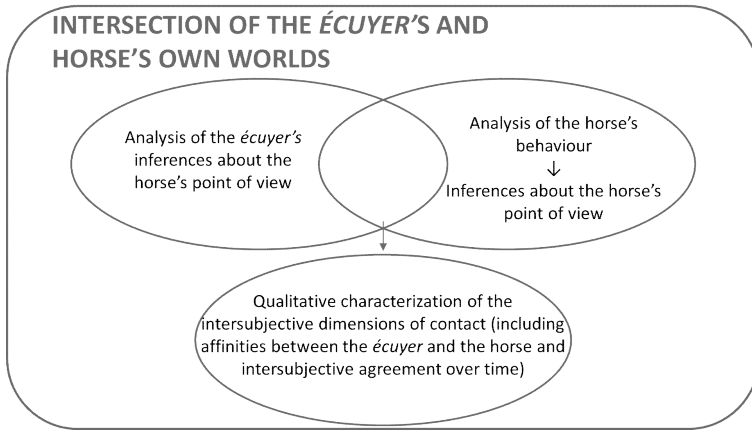 INTERSECTION OF THE ÉCUYER’S AND
HORSE’S OWN WORLDS
Analysis of the écuyer’s
inferences about the
horse’s point of view
Analysis of the horse’s
behaviour
↓
Inferences about the horse’s
point of view
Qualitative characterization of the
intersubjective dimensions of contact (including
affinities between the écuyer and the horse and
intersubjective agreement over time)